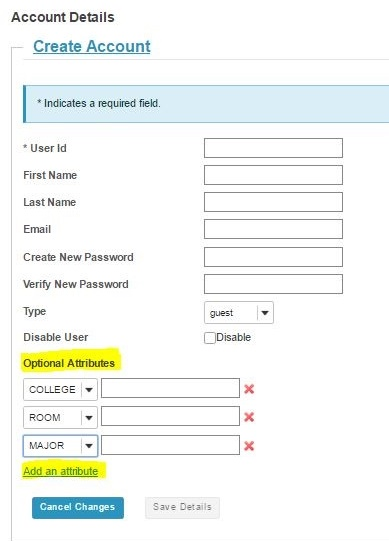 Account Details
Create Account
* Indicates a required field.
* User Id
First Name
Last Name
Email
Create New Password
Verify New Password
Type guest
Disable User Disable
Optional Attributes
COLLEGE
ROOM
MAJOR
Add an attribute
Cancel Changes Save Details